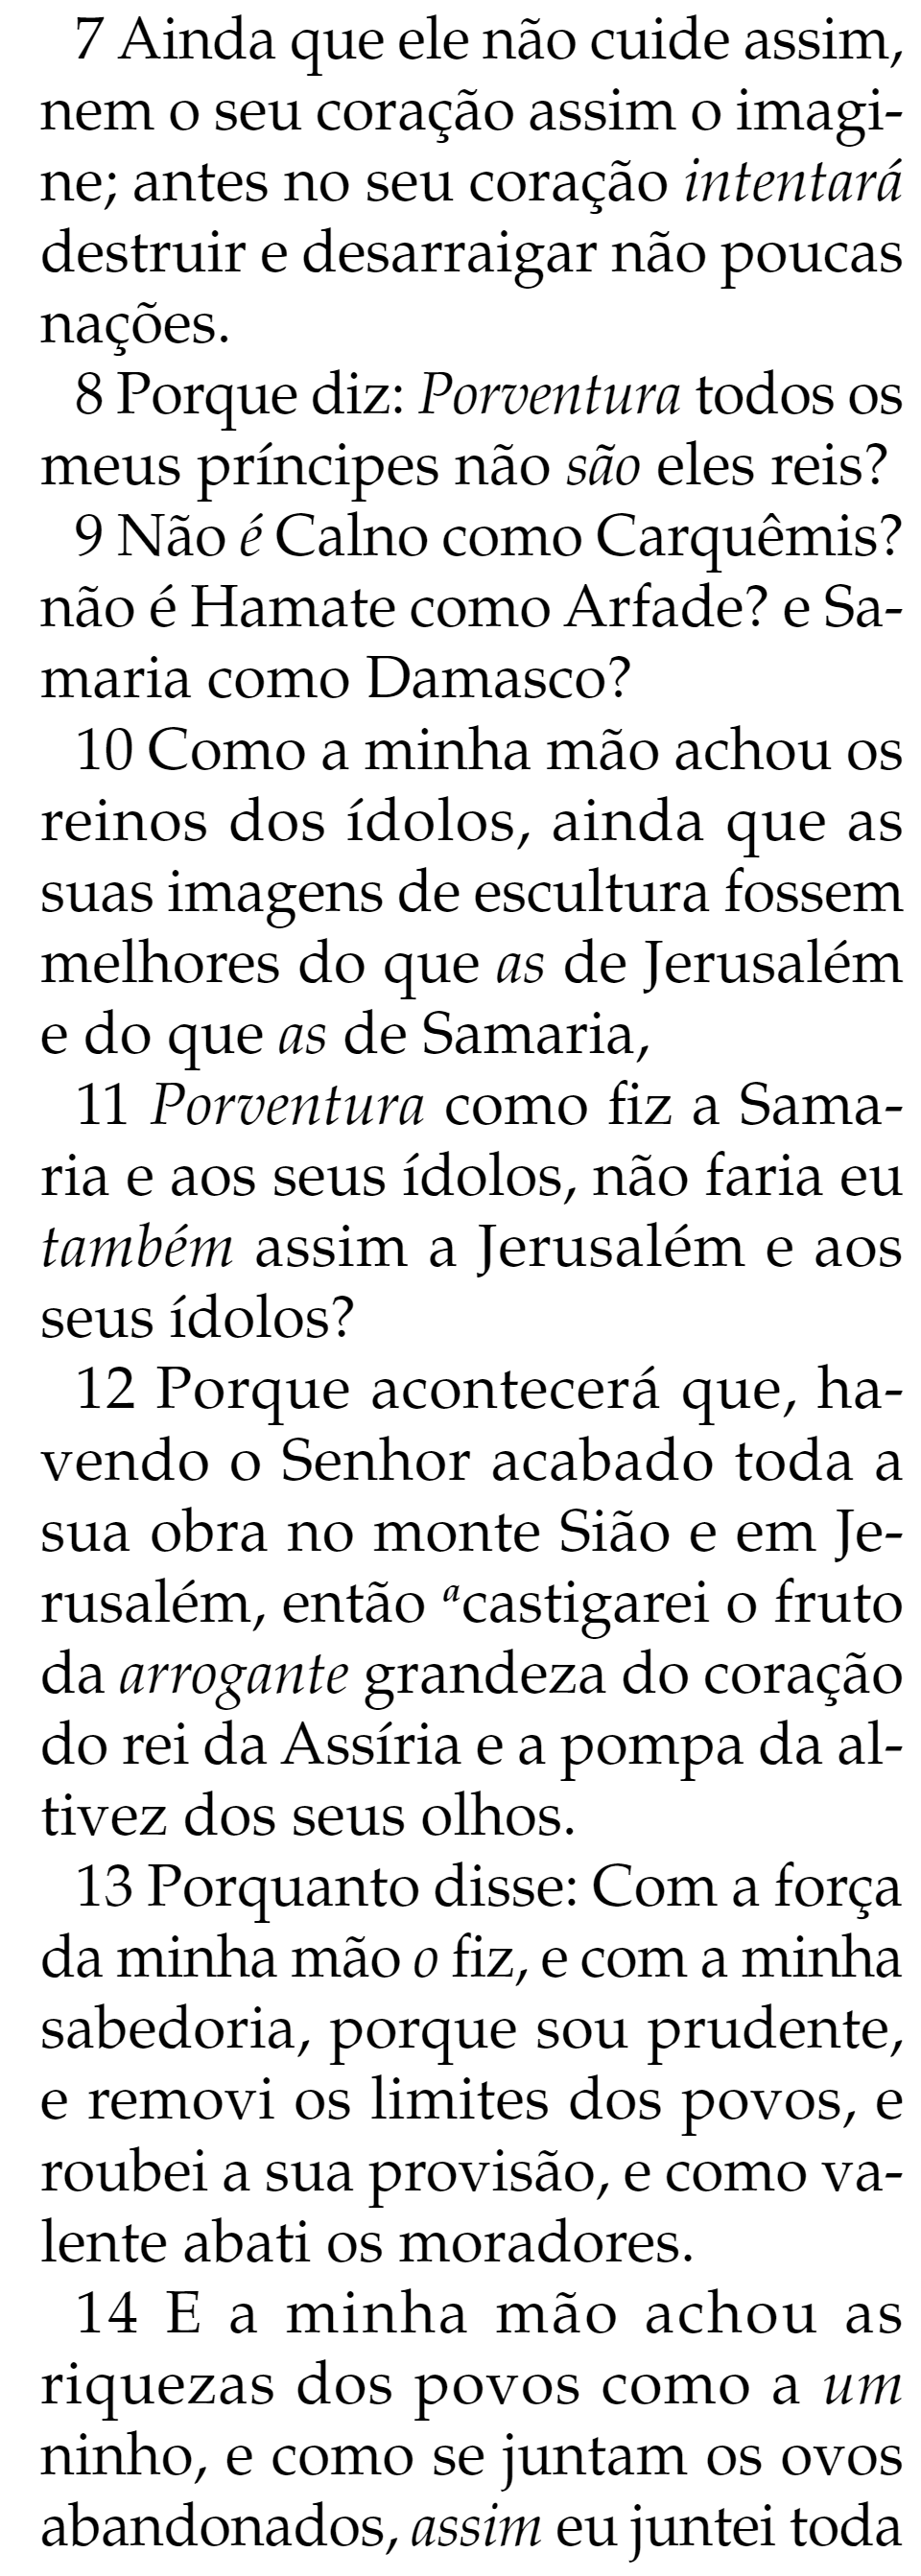 7 Ainda que ele não cuide assim,
nem o seu coração assim o imagi-
ne; antes no seu coração intentará
destruir e desarraigar não poucas
nações.
8 Porque diz: Porventura todos os
meus príncipes não são eles reis?
9 Não é Calno como Carquêmis?
não é Hamate como Arfade? e Sa-
maria como Damasco?
10 Como a minha mão achou os
reinos dos ídolos, ainda que as
suas imagens de escultura fossem
melhores do que as de Jerusalém
e do que as de Samaria,
11 Porventura como fiz a Sama-
ria e aos seus ídolos, não faria eu
também assim a Jerusalém e aos
seus ídolos?
12 Porque acontecerá que, ha-
vendo o Senhor acabado toda a
sua obra no monte Sião e em Je-
rusalém, então ᵃcastigarei o fruto
da arrogante grandeza do coração
do rei da Assíria e a pompa da al-
tivez dos seus olhos.
13 Porquanto disse: Com a força
da minha mão o fiz, e com a minha
sabedoria, porque sou prudente,
e removi os limites dos povos, e
roubei a sua provisão, e como va-
lente abati os moradores.
14 E a minha mão achou as
riquezas dos povos como a um
ninho, e como se juntam os ovos
abandonados, assim eu juntei toda